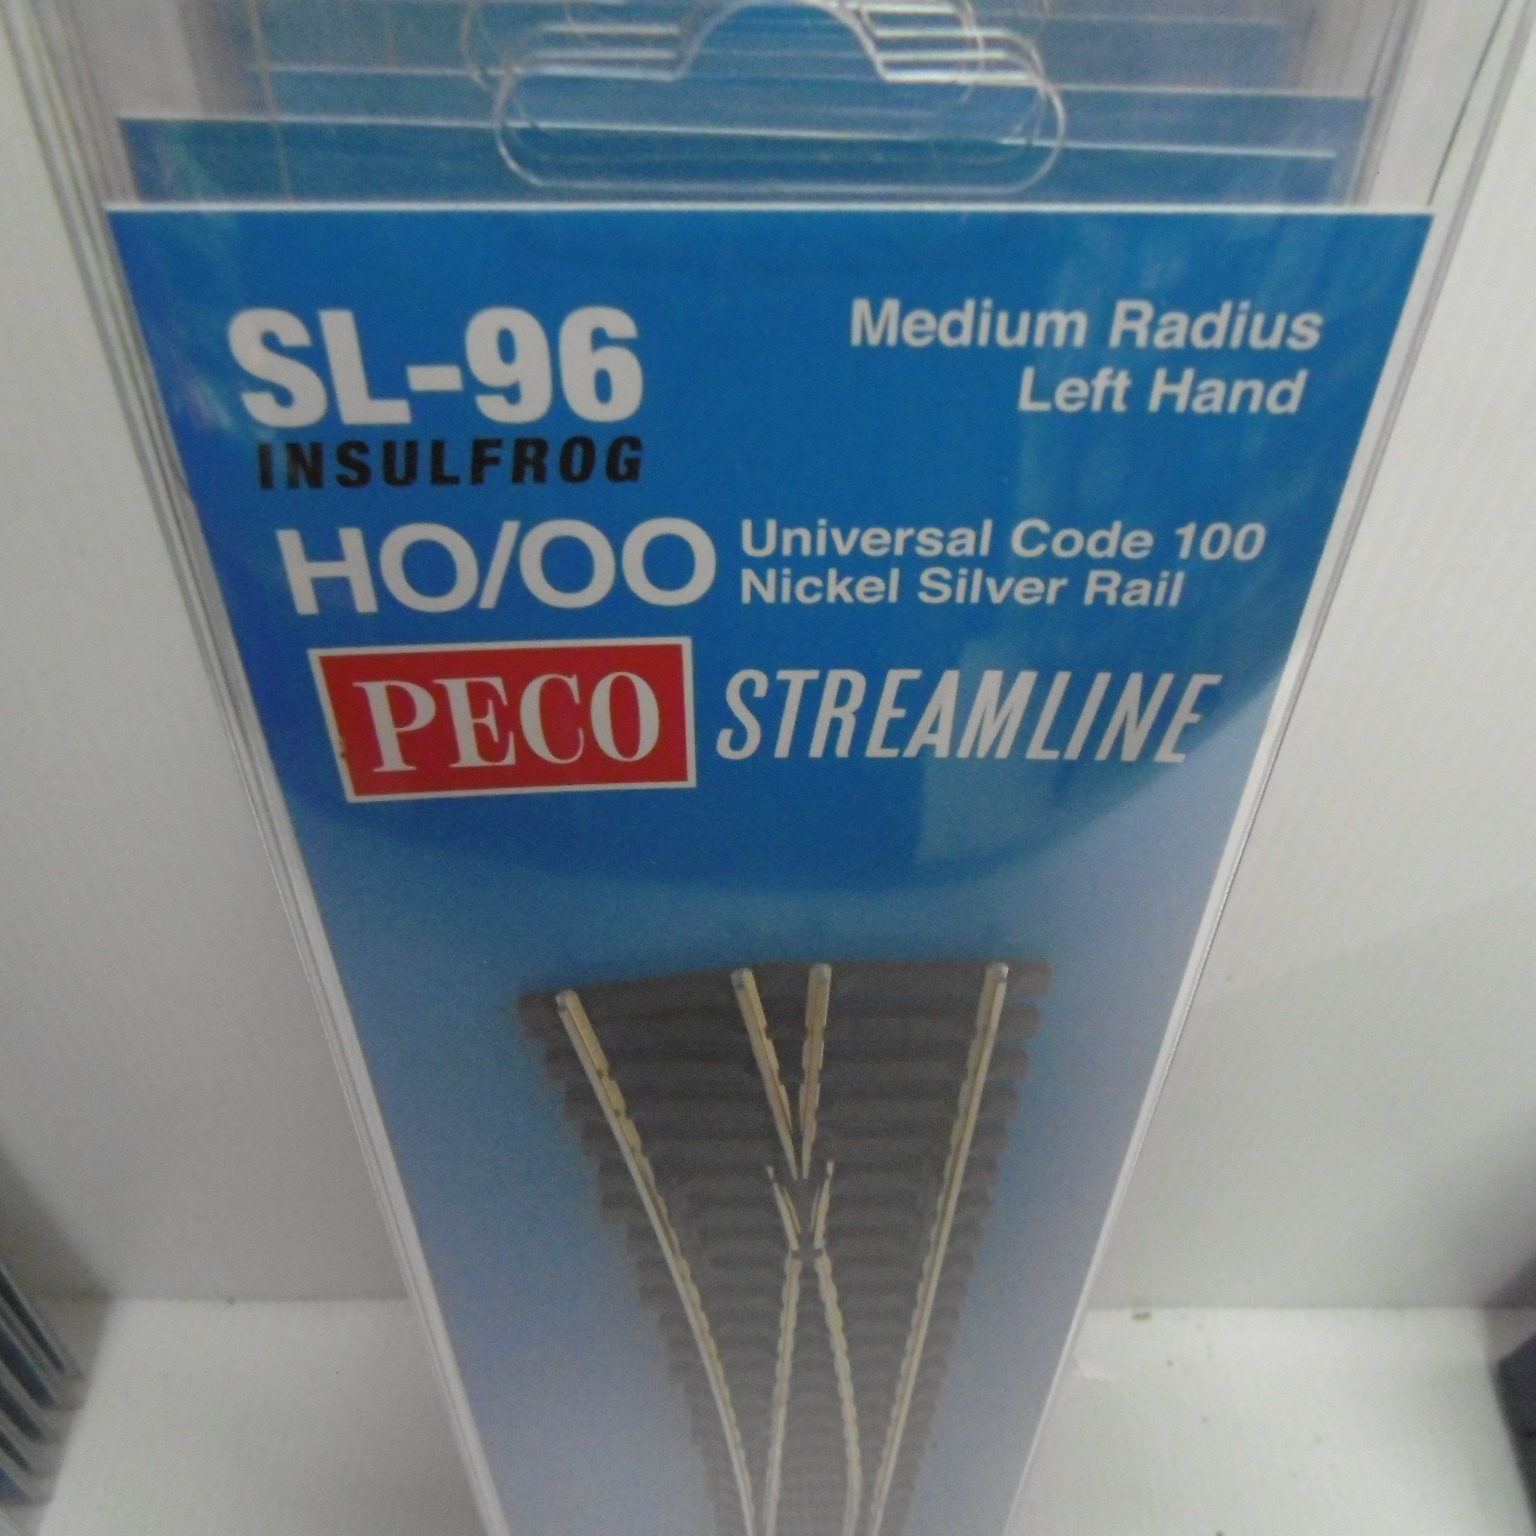 SL-96
INSULFROG
Medium Radius
Left Hand
HO/OO
Universal Code 100
Nickel Silver Rail
PECO STREAMLINE